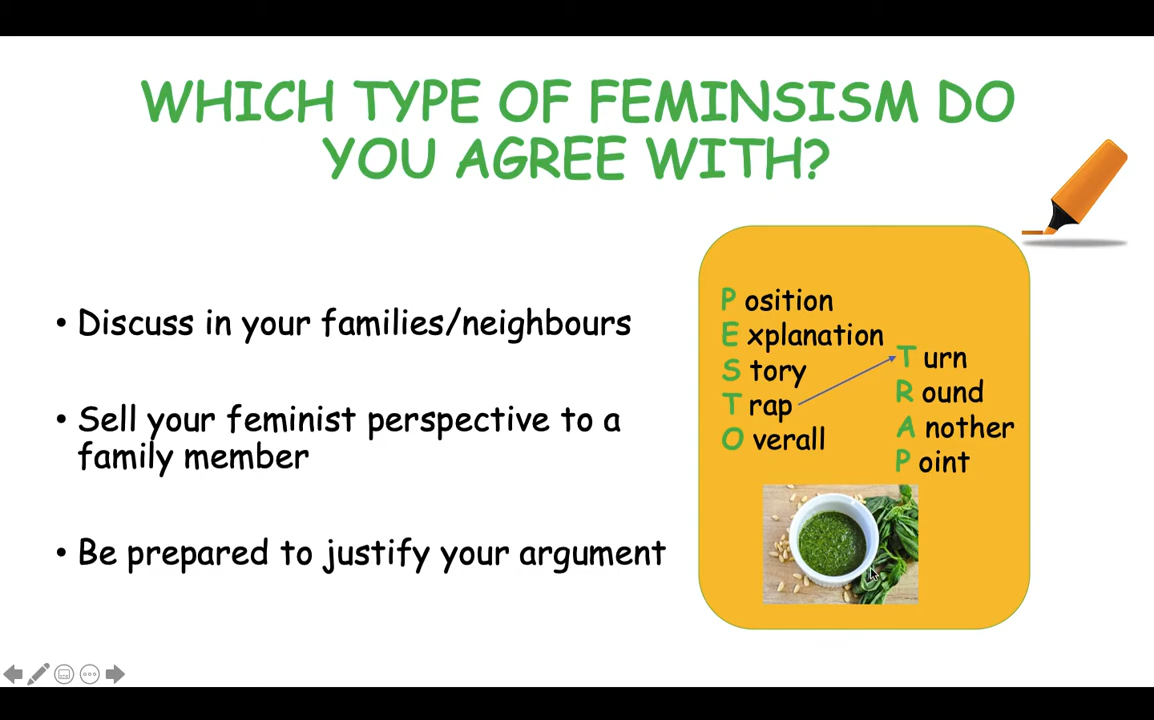 WHICH TYPE OF FEMINSISM DO
YOU AGREE WITH?
• Discuss in your families/neighbours
• Sell your feminist perspective to a
family member
• Be prepared to justify your argument
P osition
E xplanation
S tory
T rap
O verall
T urn
R ound
A nother
P oint